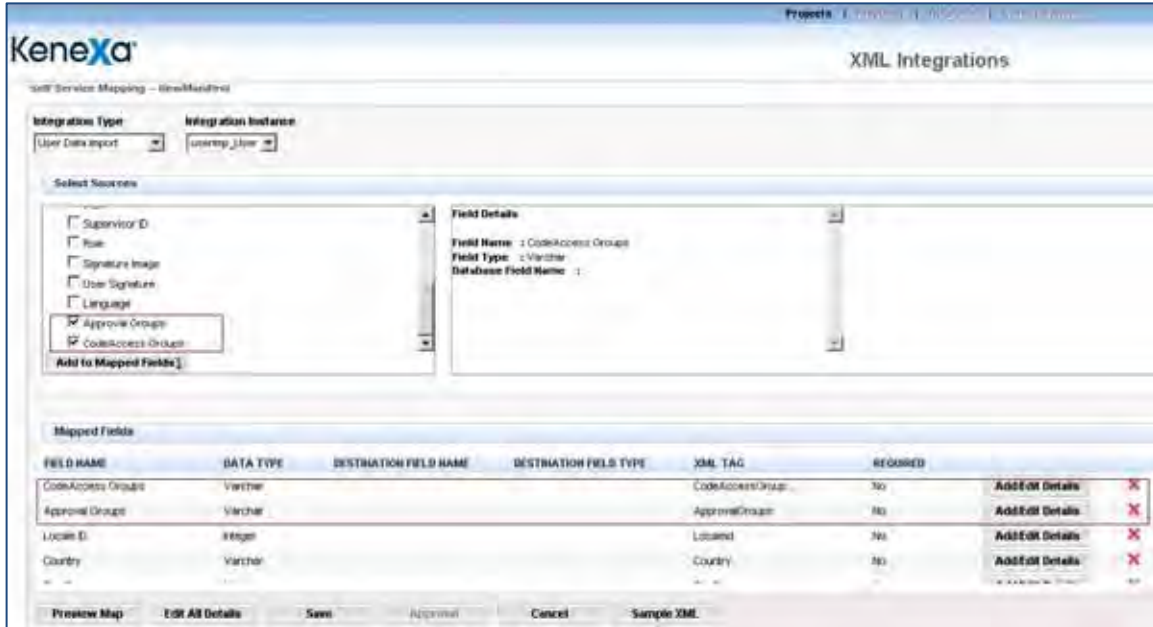 Projects
Kenexa
XML Integrations
Self Service Mapping --
Integration Type Integration Instance
User Data Import
Select Sources
Supervisor ID
Role
Signature Image
User Signature
Language
Approval Groups
CodeAccess Groups
Add to Mapped Fields
Field Details
Field Name : CodeAccess Groups
Field Type : Varchar
Database Field Name :
Mapped Fields
FIELD NAME DATA TYPE DESTINATION FIELD NAME DESTINATION FIELD TYPE XML TAG REQUIRED
CodeAccess Groups Varchar CodeAccessGroup... No Add/Edit Details
Approval Groups Varchar ApprovalGroups No Add/Edit Details
Locale ID Integer LocaleId No Add/Edit Details
Country Varchar Country No Add/Edit Details
Preview Map Edit All Details Save Approval Cancel Sample XML